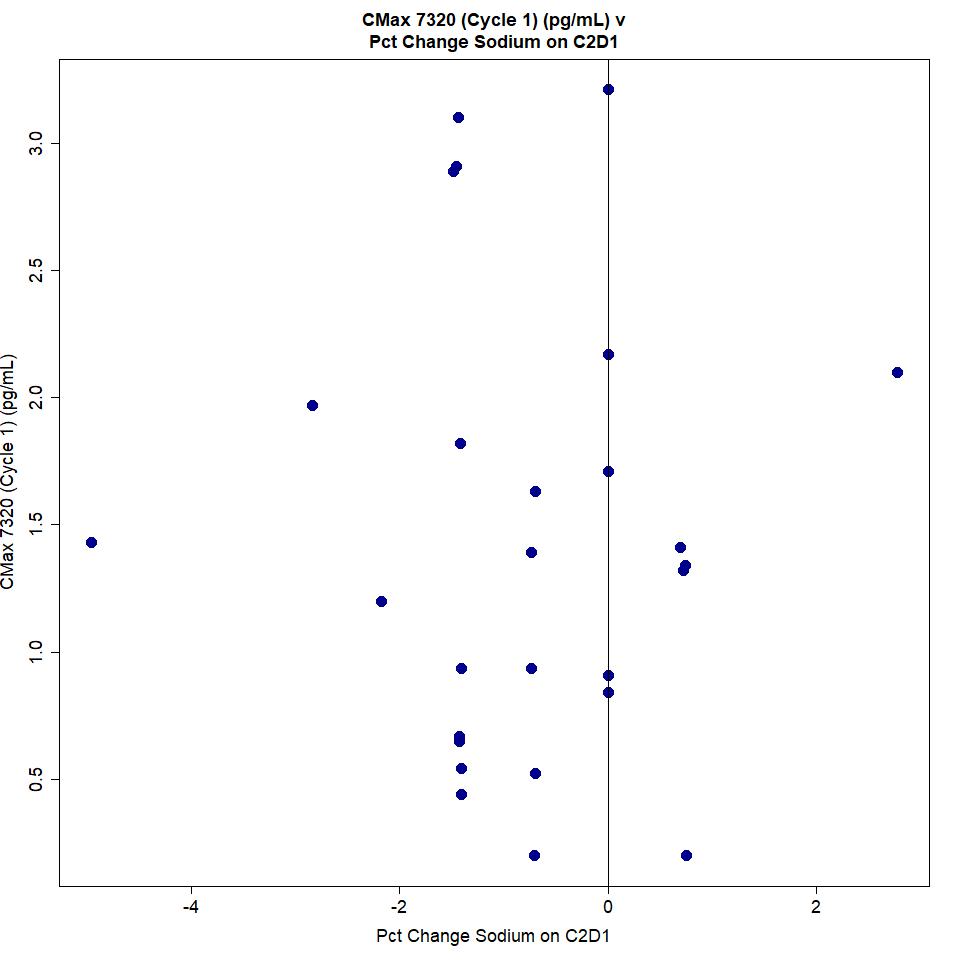 CMax 7320 (Cycle 1) (pg/mL) v
Pct Change Sodium on C2D1
CMax 7320 (Cycle 1) (pg/mL)
3.0
2.5
2.0
1.5
1.0
0.5
-4
-2
0
2
Pct Change Sodium on C2D1